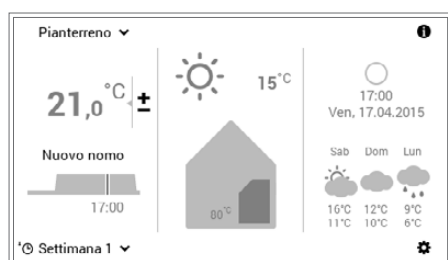 Pianterreno
21,0 °C ±
Nuovo nomo
17:00
Settimana 1
15°C
80°C
17:00
Ven, 17.04.2015
Sab Dom Lun
16°C 12°C 9°C
11°C 10°C 6°C